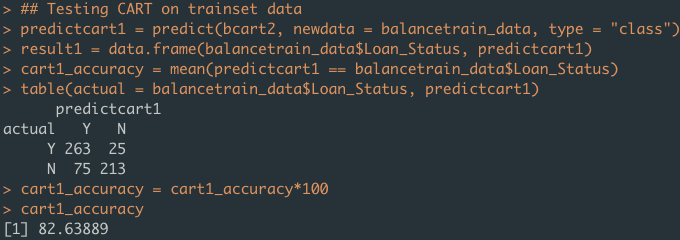 > ## Testing CART on trainset data
> predictcart1 = predict(bcart2, newdata = balancetrain_data, type = "class")
> result1 = data.frame(balancetrain_data$Loan_Status, predictcart1)
> cart1_accuracy = mean(predictcart1 == balancetrain_data$Loan_Status)
> table(actual = balancetrain_data$Loan_Status, predictcart1)
      predictcart1
actual   Y   N
     Y 263  25
     N  75 213
> cart1_accuracy = cart1_accuracy*100
> cart1_accuracy
[1] 82.63889